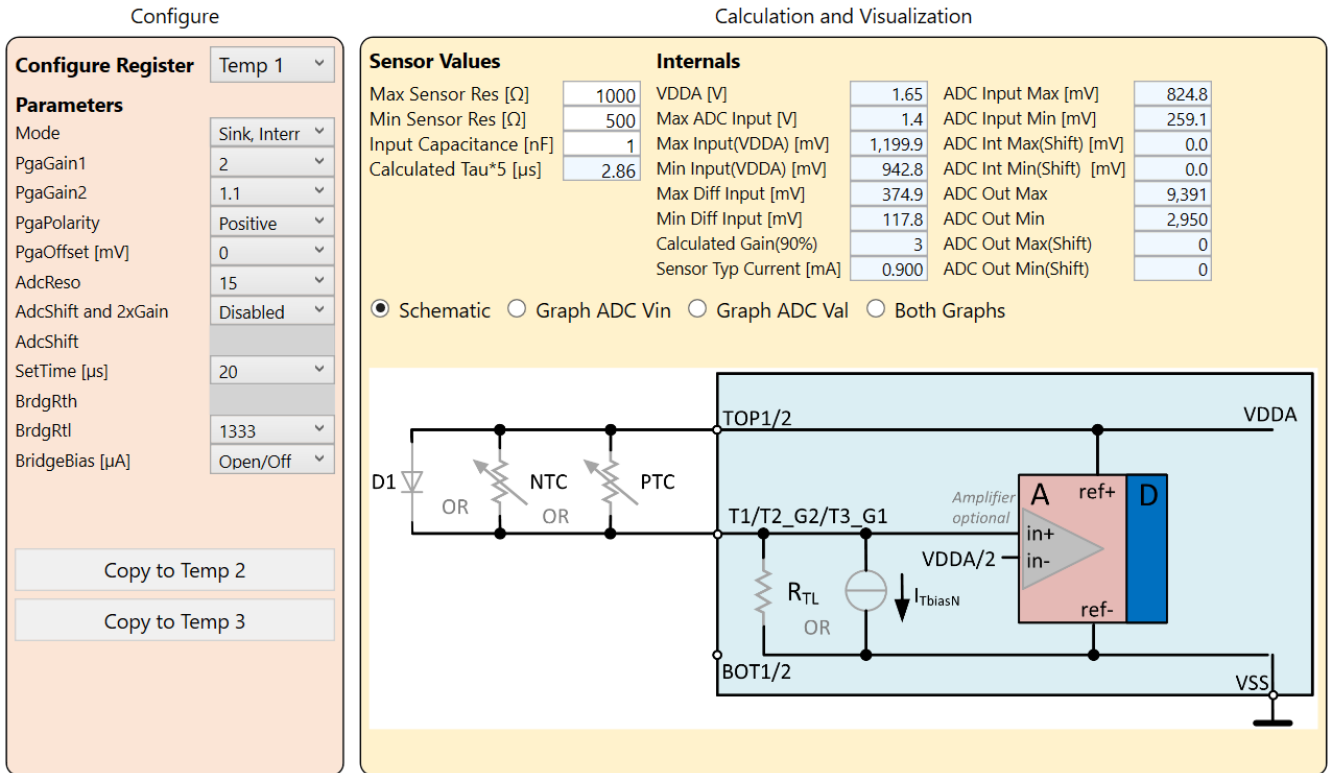 Configure
Calculation and Visualization
Configure Register Temp 1
Parameters
Mode Sink, Interr
PgaGain1 2
PgaGain2 1.1
PgaPolarity Positive
PgaOffset [mV] 0
AdcReso 15
AdcShift and 2xGain Disabled
AdcShift
SetTime [µs] 20
BrdgRth
BrdgRtl 1333
BridgeBias [µA] Open/Off
Copy to Temp 2
Copy to Temp 3
Sensor Values
Max Sensor Res [Ω] 1000
Min Sensor Res [Ω] 500
Input Capacitance [nF] 1
Calculated Tau*5 [µs] 2.86
Internals
VDDA [V] 1.65
Max ADC Input [V] 1.4
Max Input(VDDA) [mV] 1,199.9
Min Input(VDDA) [mV] 942.8
Max Diff Input [mV] 374.9
Min Diff Input [mV] 117.8
Calculated Gain(90%) 3
Sensor Typ Current [mA] 0.900
ADC Input Max [mV] 824.8
ADC Input Min [mV] 259.1
ADC Int Max(Shift) [mV] 0.0
ADC Int Min(Shift) [mV] 0.0
ADC Out Max 9,391
ADC Out Min 2,950
ADC Out Max(Shift) 0
ADC Out Min(Shift) 0
Schematic Graph ADC Vin Graph ADC Val Both Graphs
TOP1/2 VDDA
D1 NTC PTC
OR OR
T1/T2_G2/T3_G1
Amplifier
optional
A ref+ D
in+
VDDA/2 in-
RTL ITbiasN
OR
ref-
BOT1/2
VSS